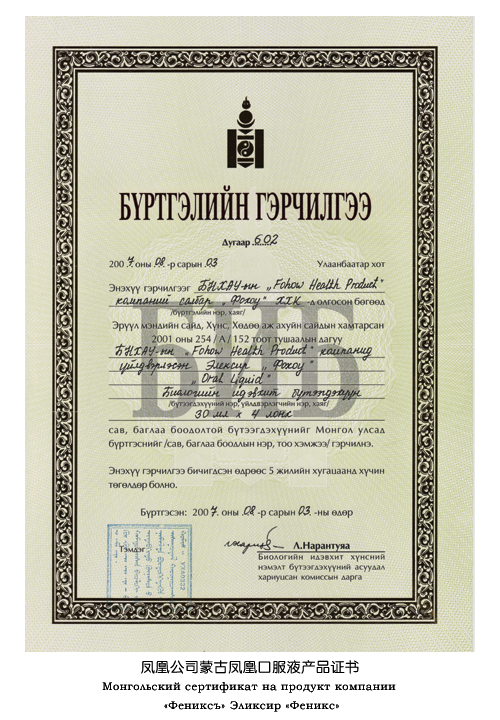 БҮРТГЭЛИЙН ГЭРЧИЛГЭЭ
Дугаар 602
2007 оны 08 -р сарын 03 Улаанбаатар хот
Энэхүү гэрчилгээг БНХАУ-ын „Fohow Health Product"
компаний салбар „Фохоу" ХХК -д олгосон бөгөөд
/бүртгэлийн нэр, хаяг/
Эрүүл мэндийн сайд, Хүнс, Хөдөө аж ахуйн сайдын хамтарсан
2001 оны 254 / А / 152 тоот тушаалын дагуу
БНХАУ-ын „Fohow Health Product" компанид
үйлдвэрлэсэн Элексир „Фохоу"
„Oral Liquid"
Биологийн идэвхит бүтээгдэхүүн
/бүтээгдэхүүний нэр, үйлдвэрлэгчийн нэр, хаяг/
30 мл х 4 лонх
БНБ
сав, баглаа боодолтой бүтээгдэхүүнийг Монгол улсад
бүртгэснийг /сав, баглаа боодлын нэр, тоо хэмжээ/ гэрчилнэ.
Энэхүү гэрчилгээ бичигдсэн өдрөөс 5 жилийн хугацаанд хүчин
төгөлдөр болно.
Бүртгэсэн: 2007. оны 08 -р сарын 03. -ны өдөр
Тэмдэг
Л.Нарантуяа
Биологийн идэвхит хүнсний
нэмэлт бүтээгдэхүүний асуудал
хариуцсан комиссын дарга
凤凰公司蒙古凤凰口服液产品证书
Монгольский сертификат на продукт компании
«Фениксъ» Эликсир «Феникс»